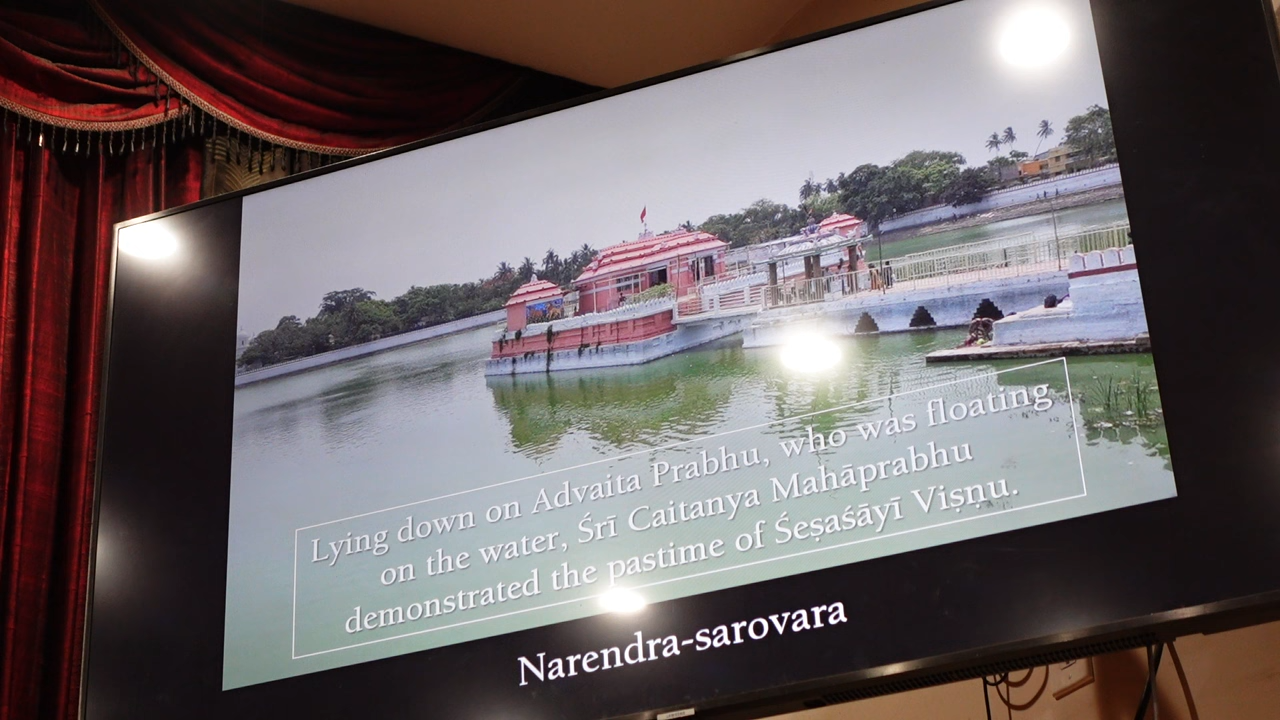 Lying down on Advaita Prabhu, who was floating
on the water, Śrī Caitanya Mahāprabhu
demonstrated the pastime of Śeṣaśāyī Viṣṇu.
Narendra-sarovara